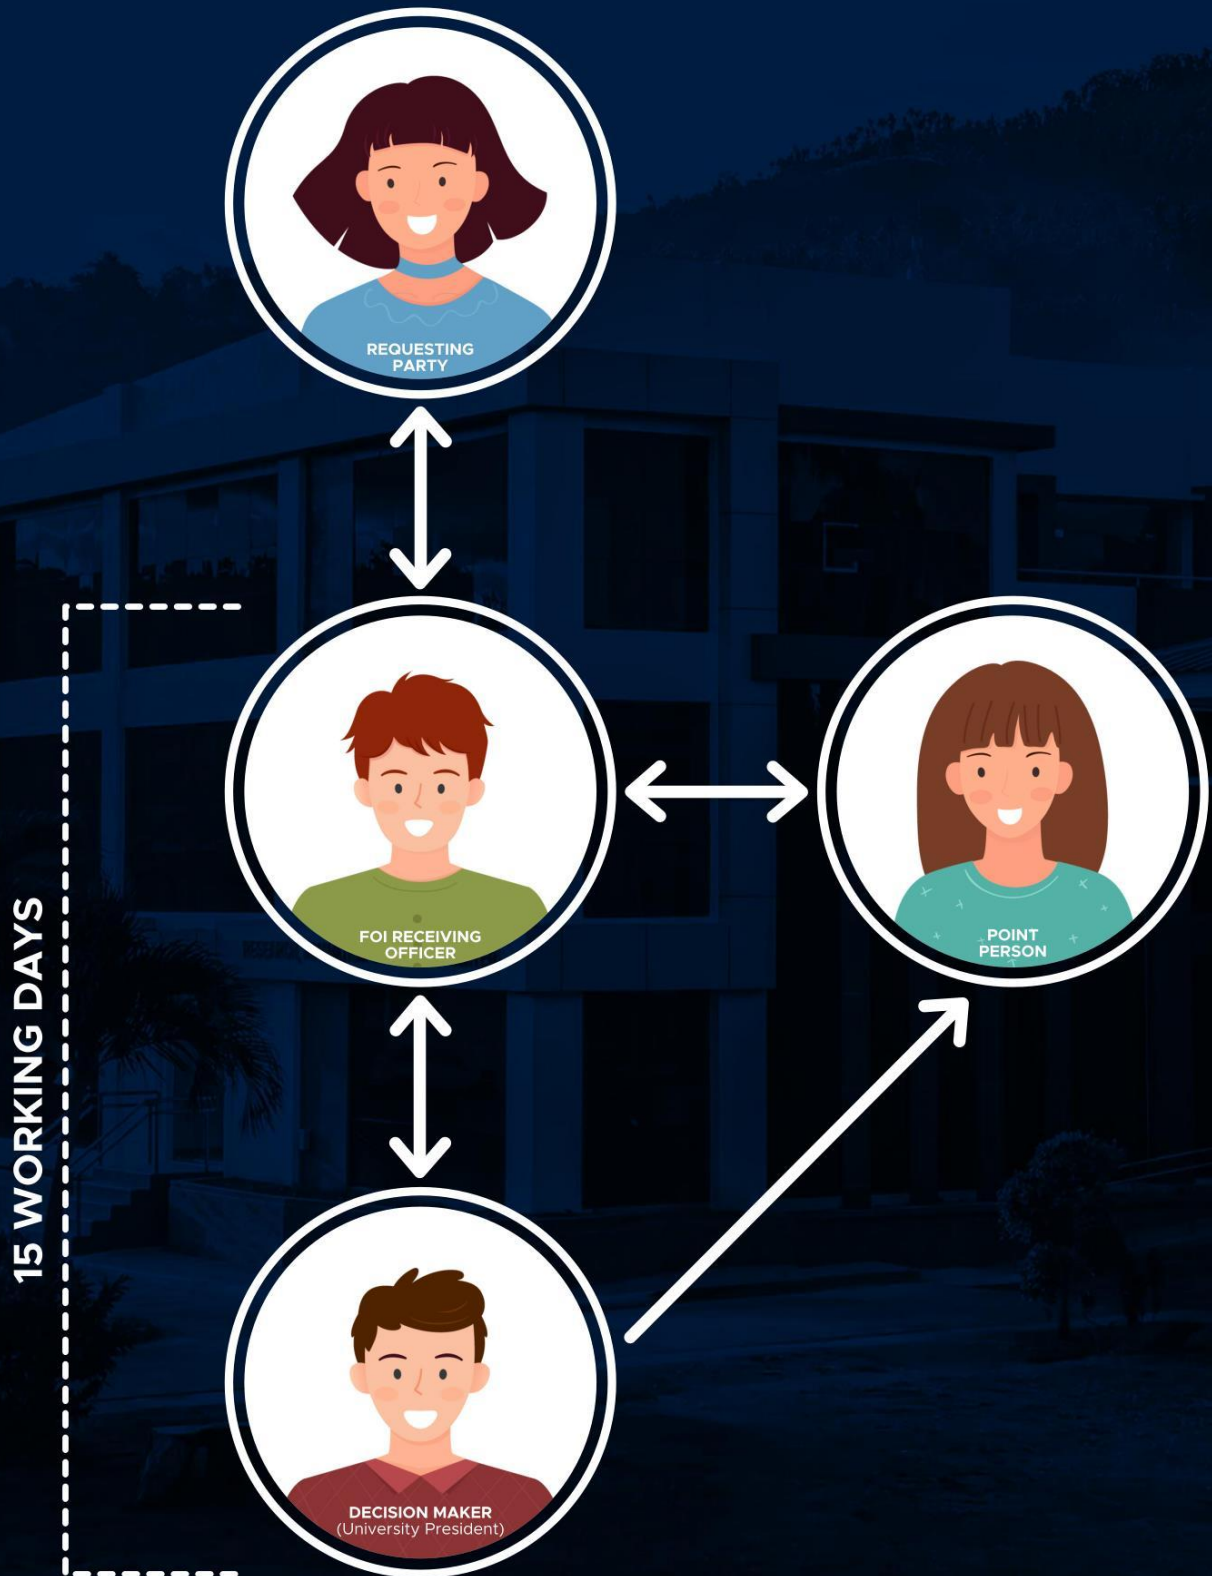 REQUESTING
PARTY
15 WORKING DAYS
FOI RECEIVING
OFFICER
POINT
PERSON
DECISION MAKER
(University President)